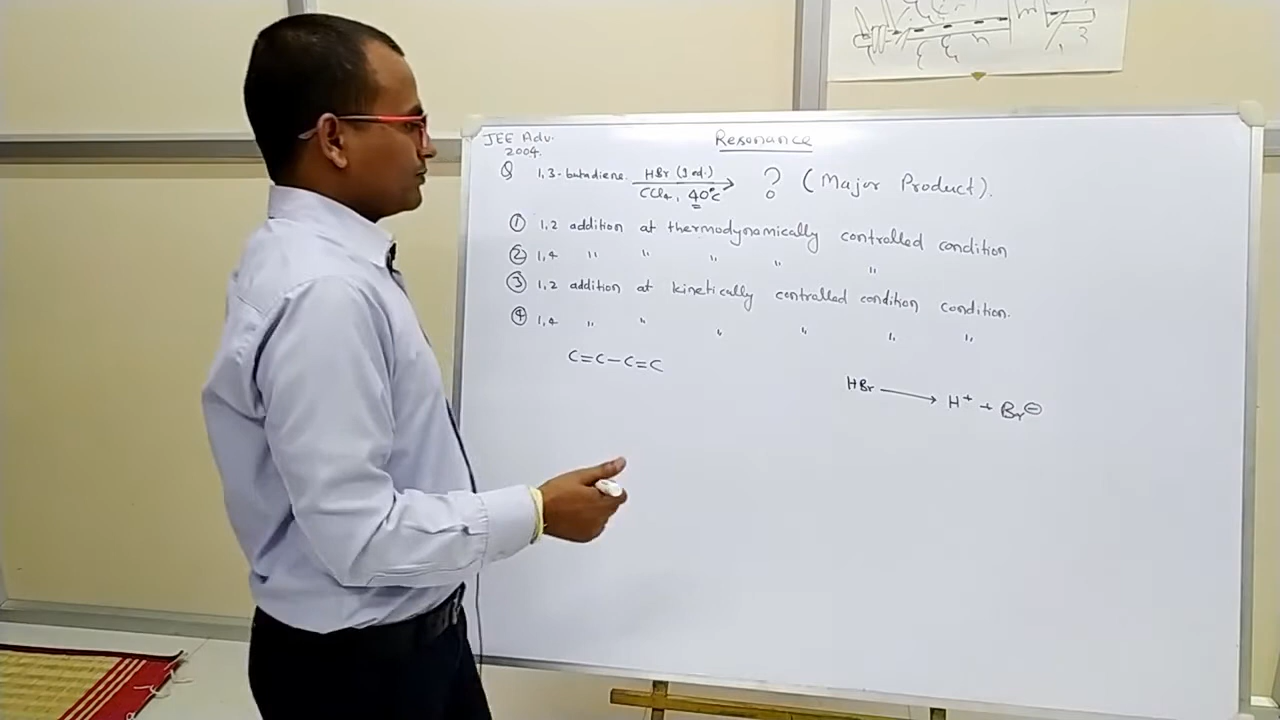 JEE Adv.
2004.
Resonance
Q 1,3-butadiene HBr (1 eq.) ? (Major Product).
CCl4, 40°C
① 1,2 addition at thermodynamically controlled condition
② 1,4 " " " " "
③ 1,2 addition at kinetically controlled condition condition.
④ 1,4 " " " " " "
C=C-C=C
HBr → H+ + Br⊖